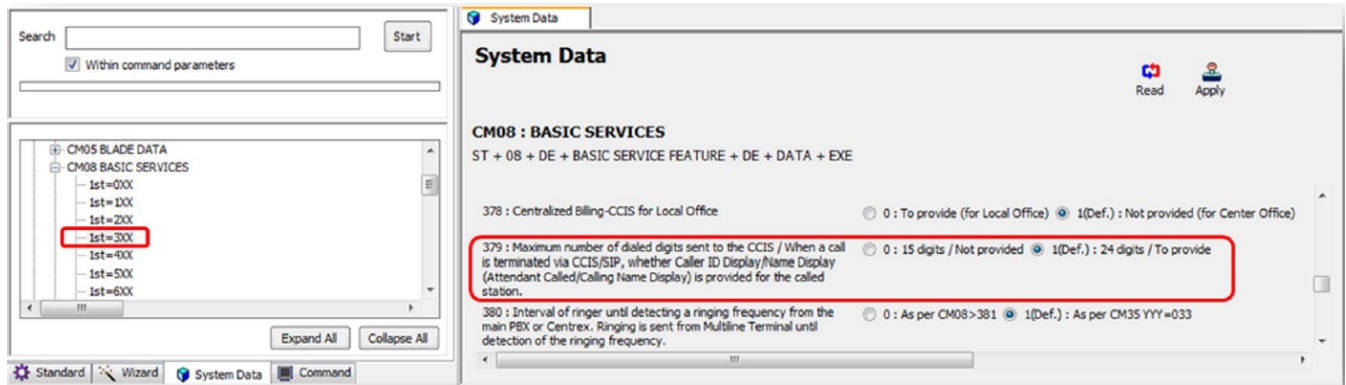 Search
Start
Within command parameters
CM05 BLADE DATA
CM08 BASIC SERVICES
1st=0XX
1st=1XX
1st=2XX
1st=3XX
1st=4XX
1st=5XX
1st=6XX
Expand All
Collapse All
Standard
Wizard
System Data
Command
System Data
System Data
Read
Apply
CM08 : BASIC SERVICES
ST + 08 + DE + BASIC SERVICE FEATURE + DE + DATA + EXE
378 : Centralized Billing-CCIS for Local Office
0 : To provide (for Local Office)
1(Def.) : Not provided (for Center Office)
379 : Maximum number of dialed digits sent to the CCIS / When a call
is terminated via CCIS/SIP, whether Caller ID Display/Name Display
(Attendant Called/Calling Name Display) is provided for the called
station.
0 : 15 digits / Not provided
1(Def.) : 24 digits / To provide
380 : Interval of ringer until detecting a ringing frequency from the
main PBX or Centrex. Ringing is sent from Multiline Terminal until
detection of the ringing frequency.
0 : As per CM08>381
1(Def.) : As per CM35 YYY=033